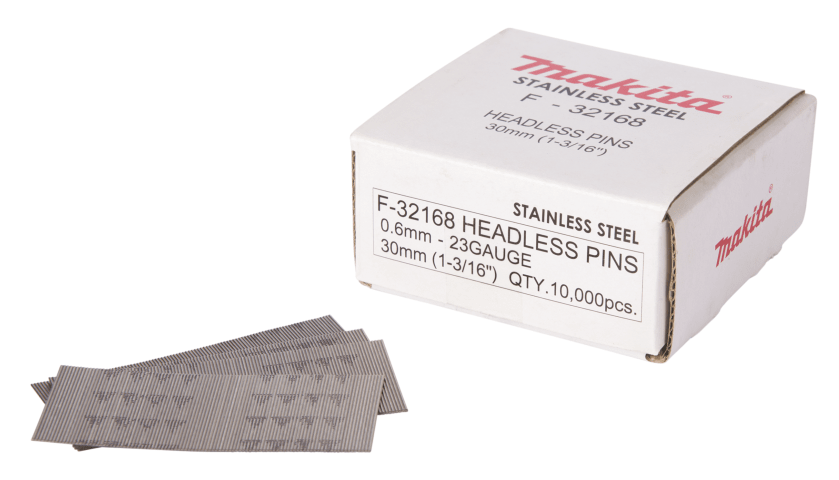 Makita®
STAINLESS STEEL
F - 32168
HEADLESS PINS
30mm (1-3/16")
STAINLESS STEEL
F-32168 HEADLESS PINS
0.6mm - 23GAUGE
30mm (1-3/16") QTY.10,000pcs.
Makita®